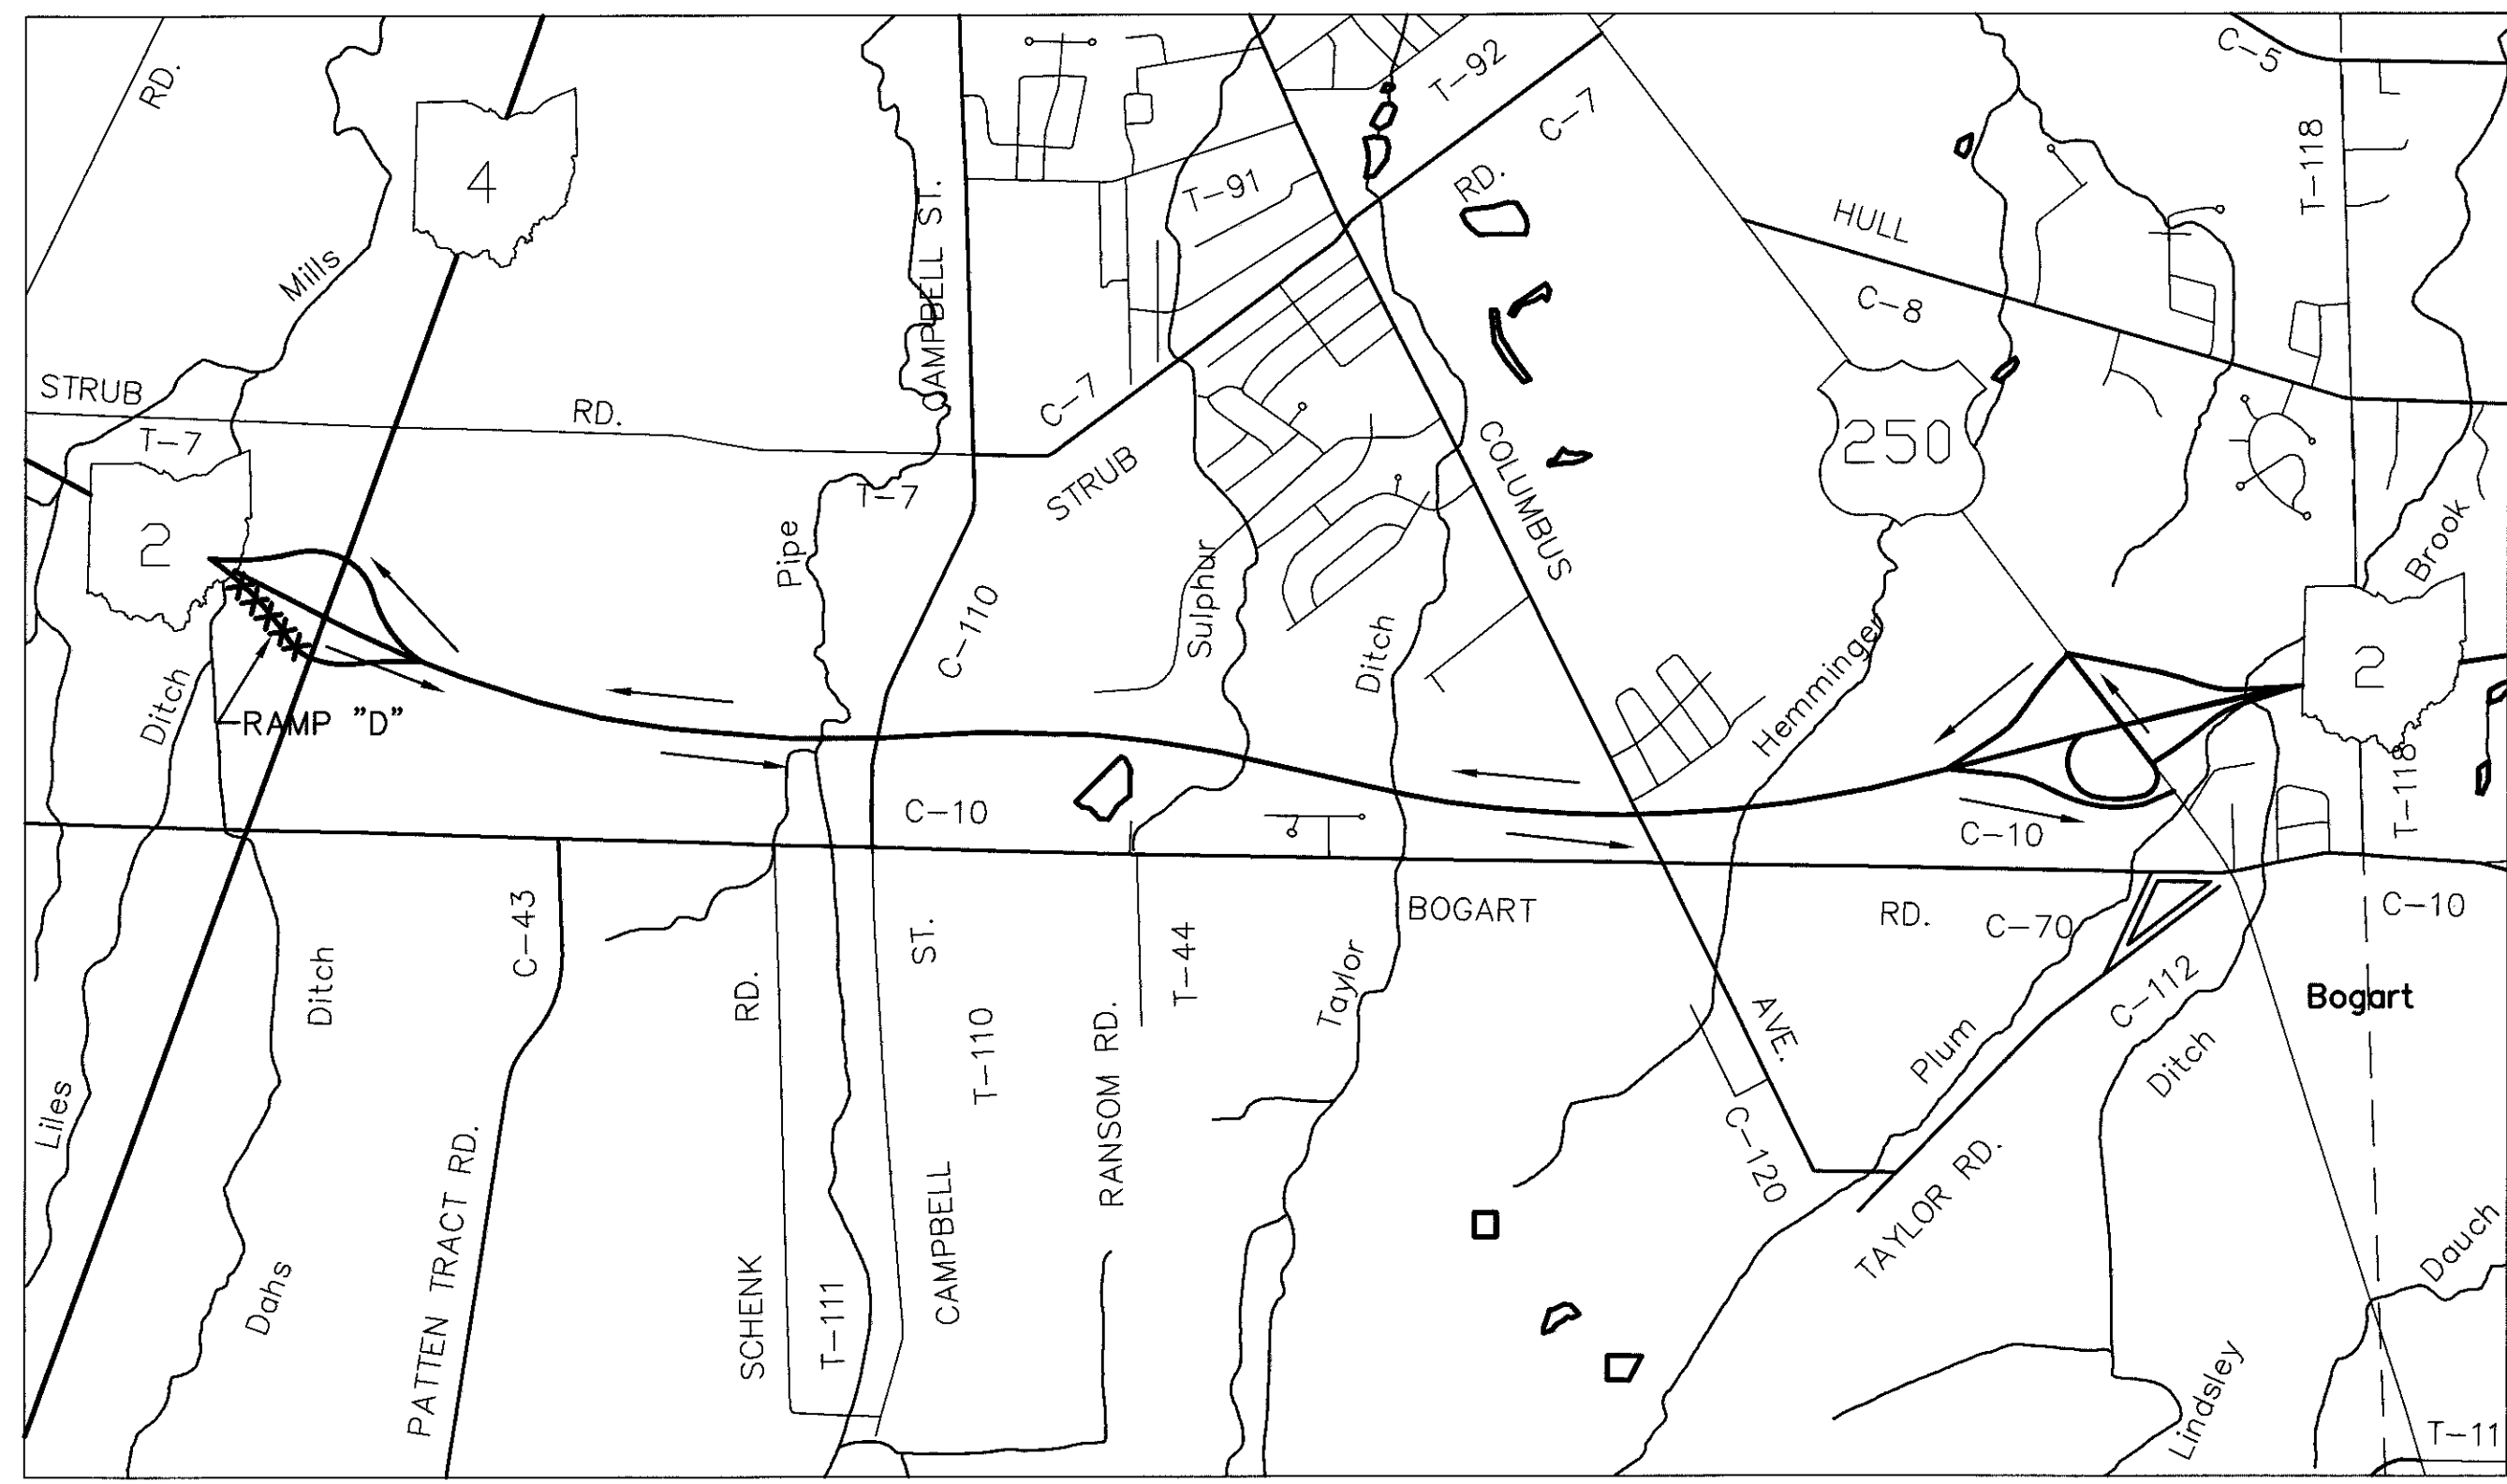 RD.
4
Mills
CAMPBELL ST.
T-91
T-92
C-7
RD.
C-5
T-118
HULL
C-8
250
STRUB
RD.
T-7
2
C-7
STRUB
T-7
Pipe
C-110
Sulphur
Ditch
COLUMBUS
Hemminger
Brook
2
T-118
Ditch
RAMP "D"
C-10
C-10
BOGART
RD.
C-70
C-10
C-112
Bogart
C-43
Ditch
RD.
ST.
T-44
Taylor
AVE.
Plum
Ditch
Liles
T-110
RANSOM RD.
C-120
TAYLOR RD.
PATTEN TRACT RD.
Dahs
SCHENK
T-111
CAMPBELL
Dauch
Lindsley
T-11